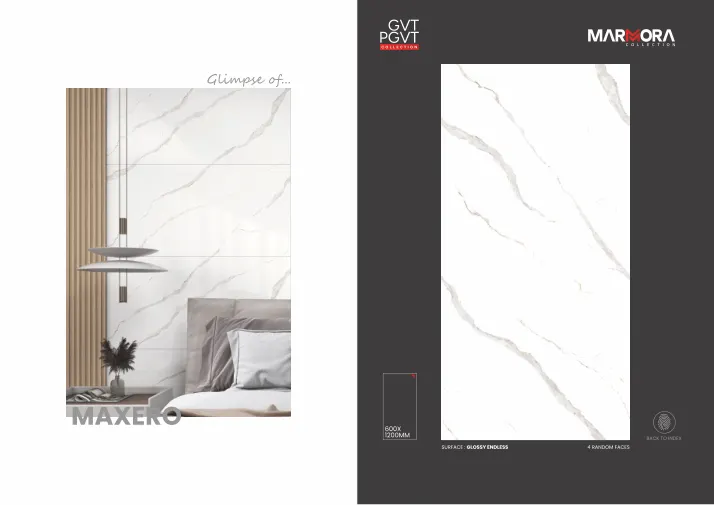 Glimpse of...
MAXERO
GVT
PGVT
COLLECTION
MARMORA
COLLECTION
600X
1200MM
SURFACE : GLOSSY ENDLESS
4 RANDOM FACES
BACK TO INDEX